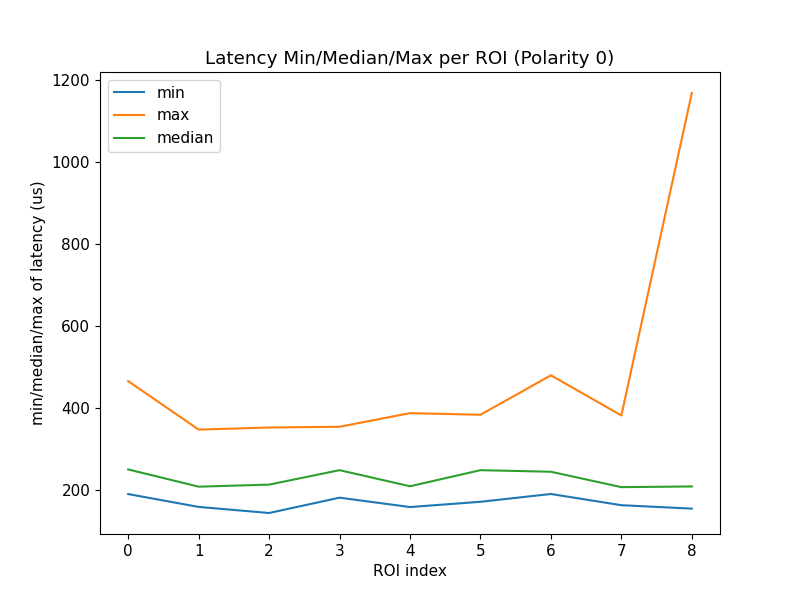 Latency Min/Median/Max per ROI (Polarity 0)
min
max
median
min/median/max of latency (us)
1200
1000
800
600
400
200
0 1 2 3 4 5 6 7 8
ROI index